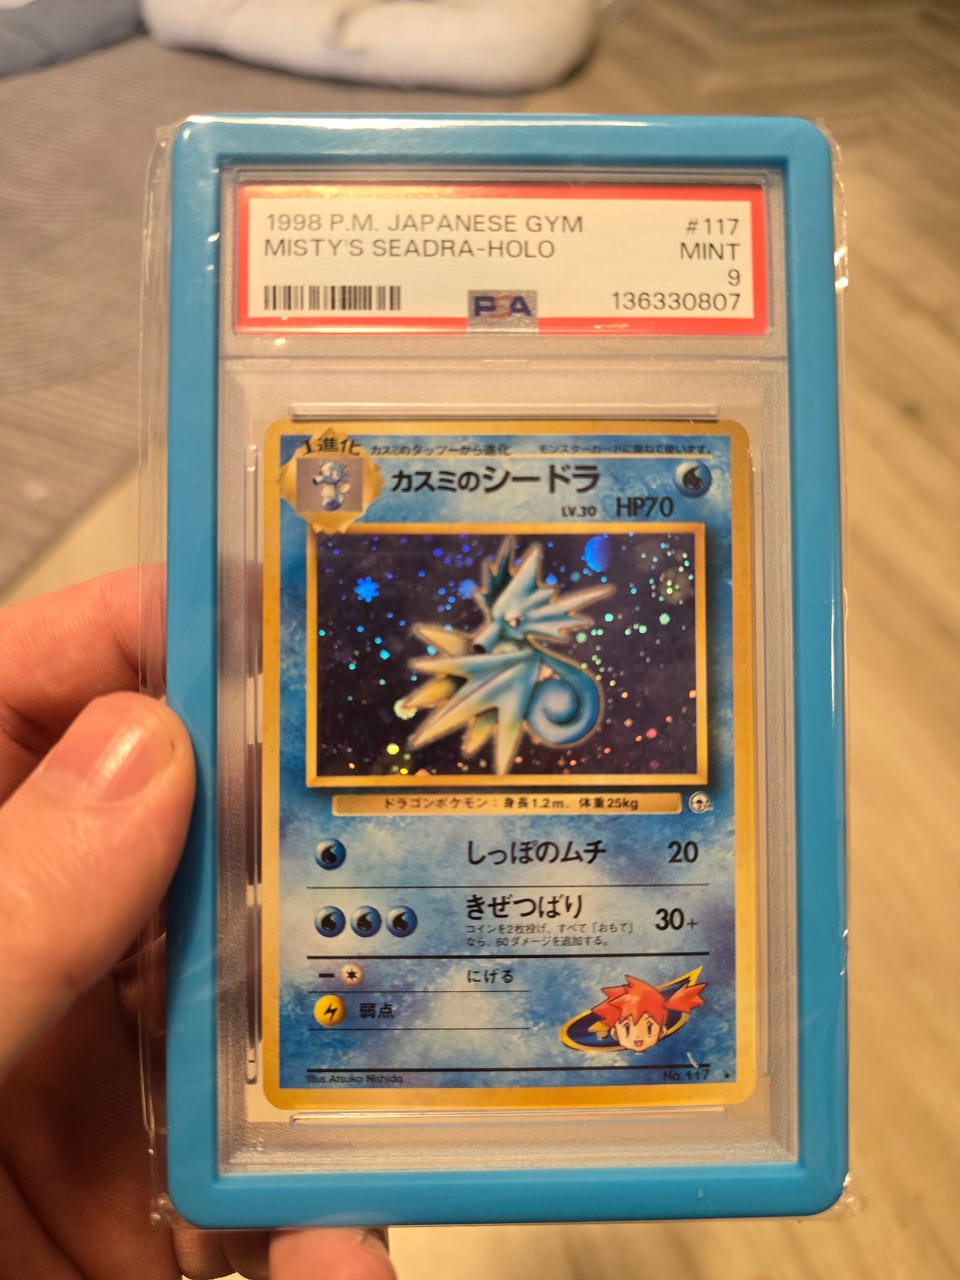 1998 P.M. JAPANESE GYM #117
MISTY'S SEADRA-HOLO MINT
9
PSA 136330807
1進化 カスミのタッツーから進化 モンスターカードに重ねて使います。
カスミのシードラ
LV.30 HP70
ドラゴンポケモン：身長1.2m、体重25kg
しっぽのムチ 20
きぜつばり 30+
コインを2枚投げ、すべて「おもて」
なら、60ダメージを追加する。
− にげる
弱点
Illus.Atsuko Nishida No.117 ★